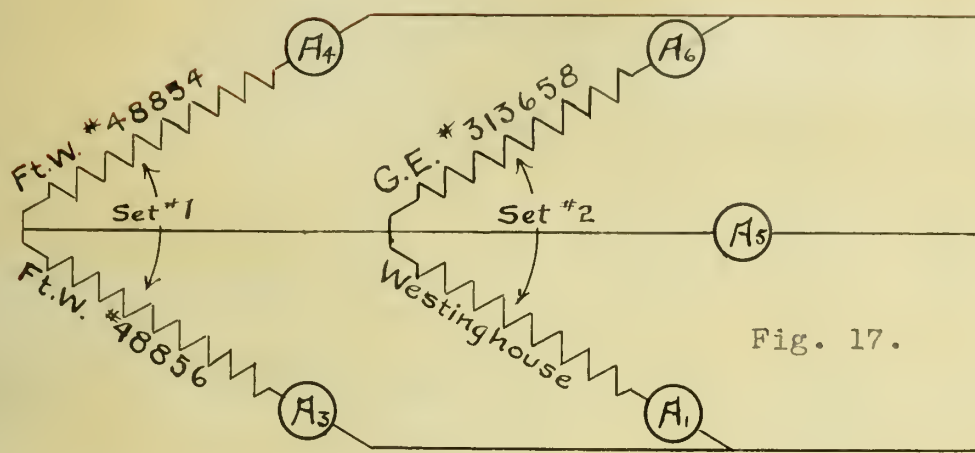 A4
A6
Ft.W. #48854
G.E. #313658
Set #1
Set #2
A5
Ft.W. #48856
Westinghouse
Fig. 17.
A3
A1